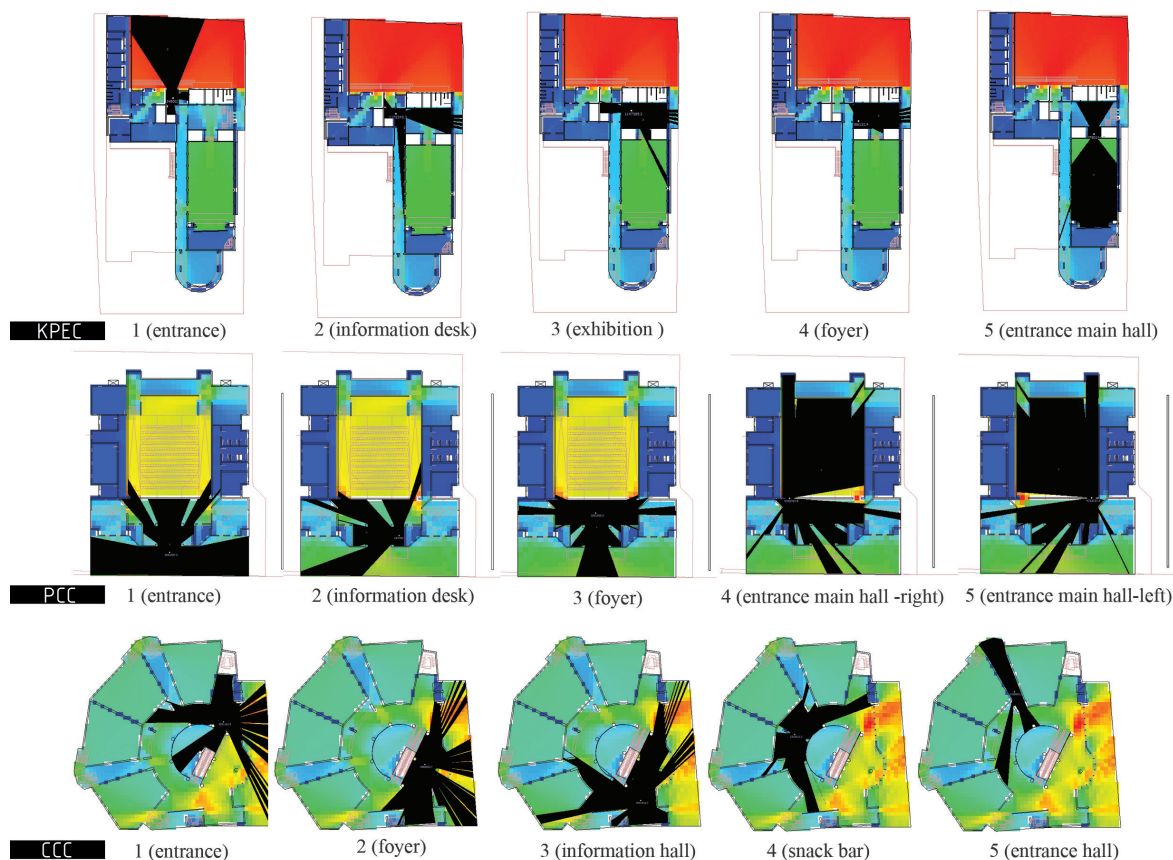 KPEC 1 (entrance) 2 (information desk) 3 (exhibition ) 4 (foyer) 5 (entrance main hall)
PCC 1 (entrance) 2 (information desk) 3 (foyer) 4 (entrance main hall -right) 5 (entrance main hall-left)
CCC 1 (entrance) 2 (foyer) 3 (information hall) 4 (snack bar) 5 (entrance hall)